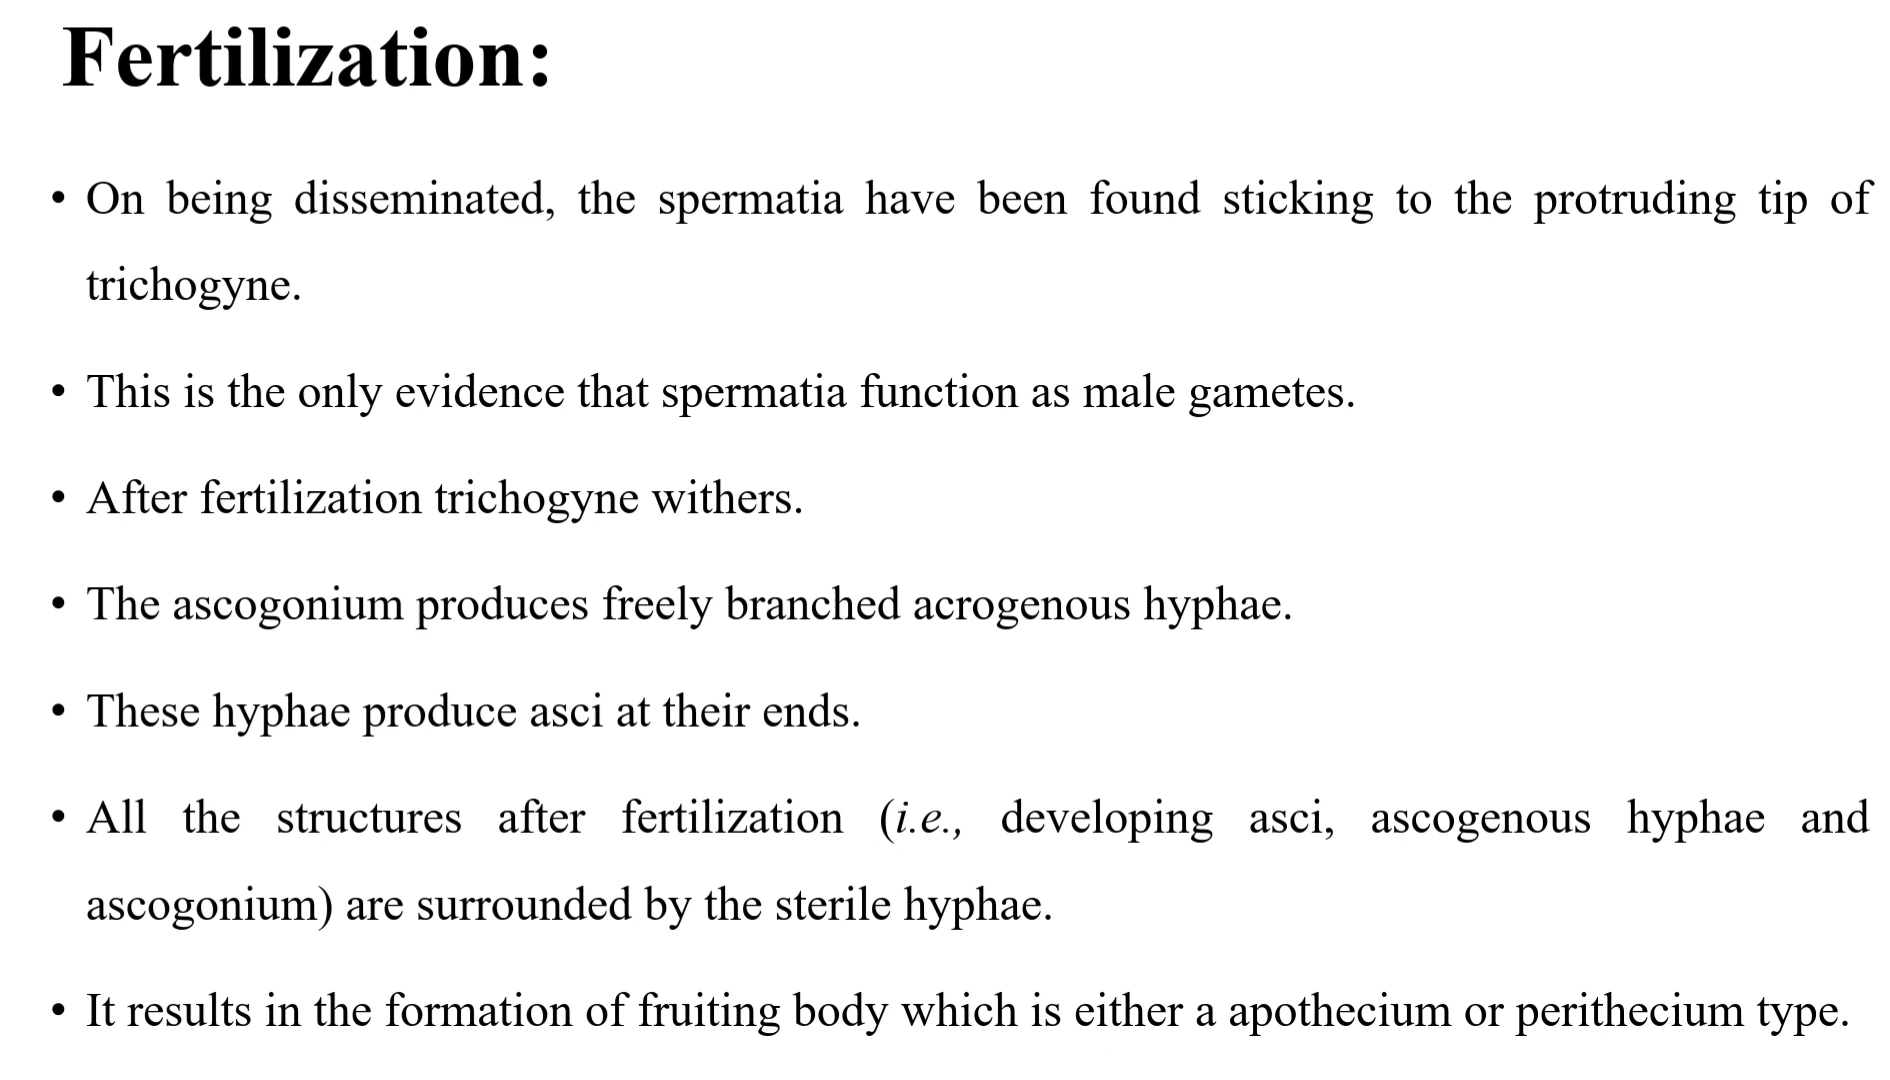 Fertilization:
• On being disseminated, the spermatia have been found sticking to the protruding tip of
trichogyne.
• This is the only evidence that spermatia function as male gametes.
• After fertilization trichogyne withers.
• The ascogonium produces freely branched acrogenous hyphae.
• These hyphae produce asci at their ends.
• All the structures after fertilization (i.e., developing asci, ascogenous hyphae and
ascogonium) are surrounded by the sterile hyphae.
• It results in the formation of fruiting body which is either a apothecium or perithecium type.